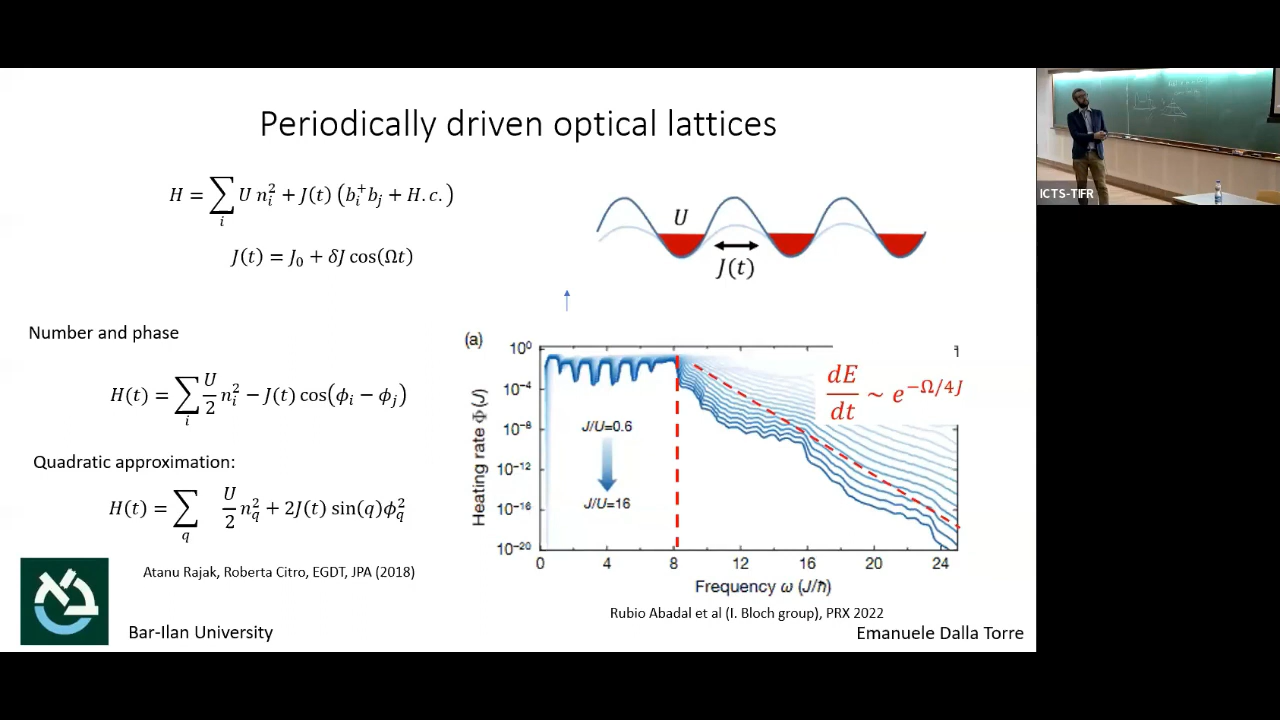 Periodically driven optical lattices
H = ∑_i U n_i^2 + J(t) (b_i^+ b_j + H.c.)
J(t) = J_0 + δJ cos(Ωt)
U
J(t)
ICTS-TIFR
Number and phase
H(t) = ∑_i U/2 n_i^2 − J(t) cos(ϕ_i − ϕ_j)
Quadratic approximation:
H(t) = ∑_q U/2 n_q^2 + 2J(t) sin(q)ϕ_q^2
Atanu Rajak, Roberta Citro, EGDT, JPA (2018)
(a)
Heating rate Φ (J)
10^0
10^-4
10^-8
10^-12
10^-16
10^-20
J/U=0.6
J/U=16
dE/dt ~ e^{−Ω/4J}
0 4 8 12 16 20 24
Frequency ω (J/ħ)
Rubio Abadal et al (I. Bloch group), PRX 2022
Bar-Ilan University
Emanuele Dalla Torre